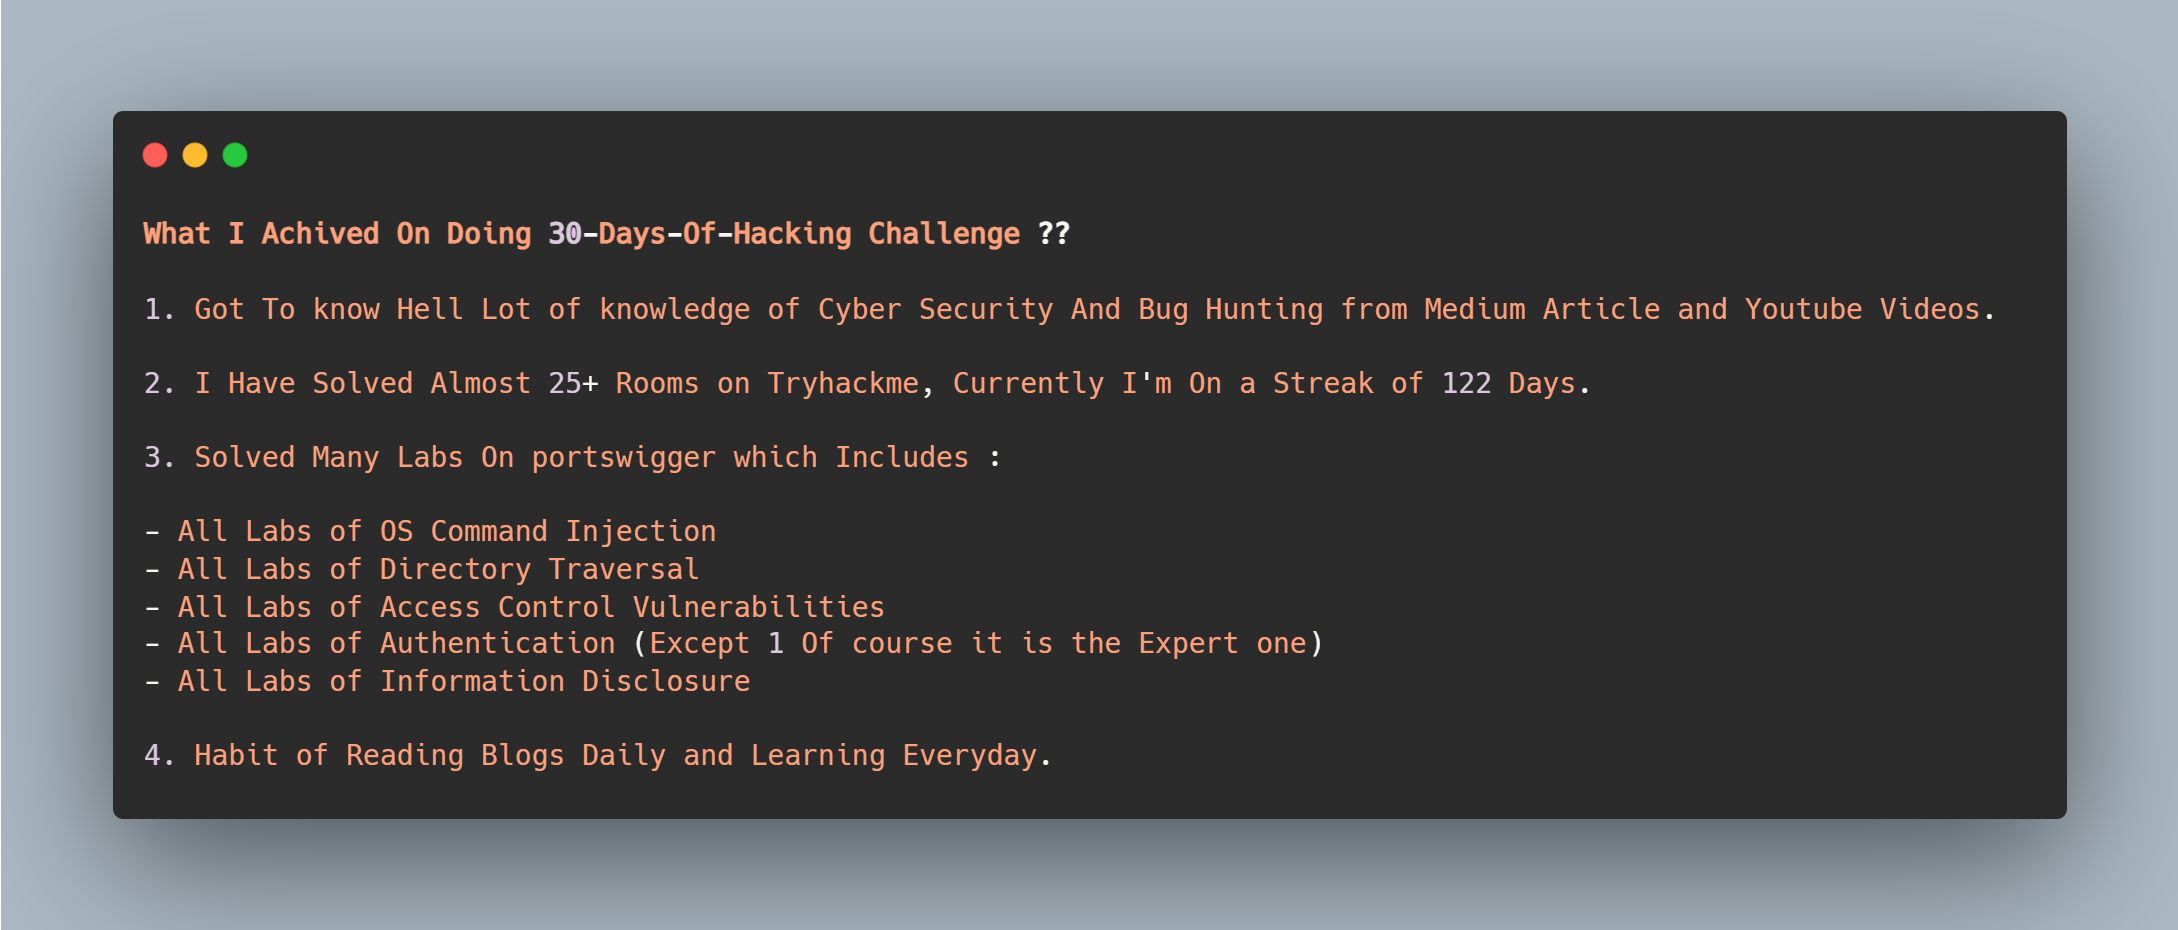 What I Achived On Doing 30-Days-Of-Hacking Challenge ??
1. Got To know Hell Lot of knowledge of Cyber Security And Bug Hunting from Medium Article and Youtube Videos.
2. I Have Solved Almost 25+ Rooms on Tryhackme, Currently I'm On a Streak of 122 Days.
3. Solved Many Labs On portswigger which Includes :
- All Labs of OS Command Injection
- All Labs of Directory Traversal
- All Labs of Access Control Vulnerabilities
- All Labs of Authentication (Except 1 Of course it is the Expert one)
- All Labs of Information Disclosure
4. Habit of Reading Blogs Daily and Learning Everyday.